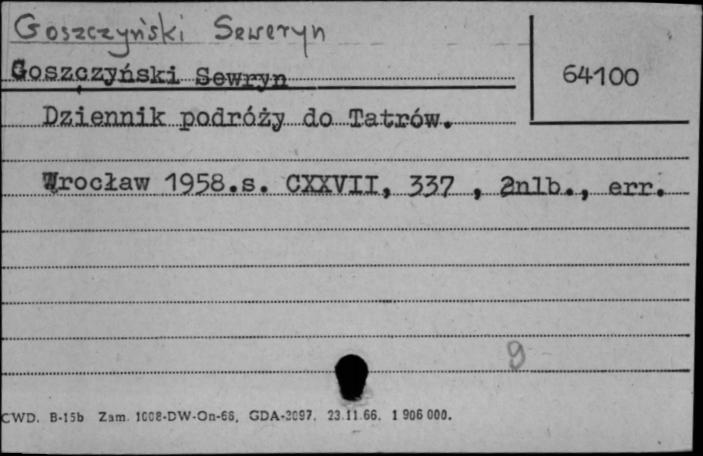 Goszczyński Seweryn
Goszczyński Sewryn
64100
Dziennik podróży do Tatrów.
Wrocław 1958.s. CXXVII, 337 , 2nlb., err.
9
CWD. B-15b Zam. 1008-DW-On-66, GDA-2097. 23.11.66. 1 906 000.